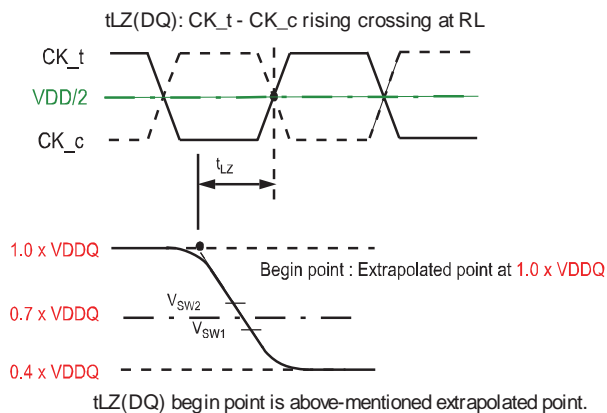 tLZ(DQ): CK_t - CK_c rising crossing at RL
CK_t
VDD/2
CK_c
tLZ
1.0 x VDDQ
Begin point : Extrapolated point at 1.0 x VDDQ
VSW2
0.7 x VDDQ
VSW1
0.4 x VDDQ
tLZ(DQ) begin point is above-mentioned extrapolated point.